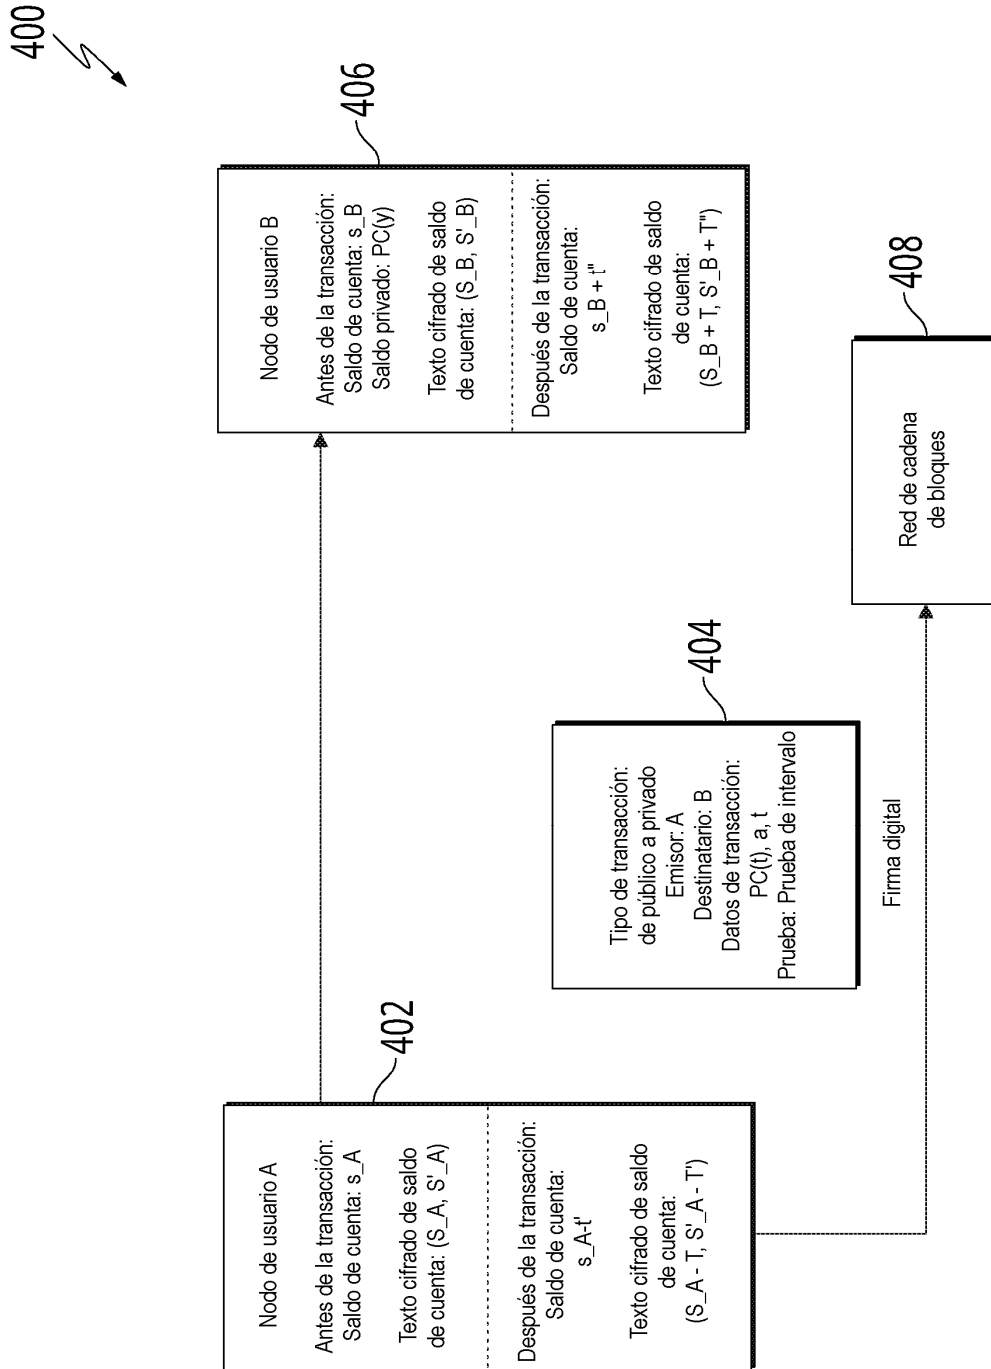 400
402
Nodo de usuario A
Antes de la transacción:
Saldo de cuenta: s_A
Texto cifrado de saldo
de cuenta: (S_A, S'_A)
Después de la transacción:
Saldo de cuenta:
s_A-t'
Texto cifrado de saldo
de cuenta:
(S_A - T, S'_A - T')
404
Tipo de transacción:
de público a privado
Emisor: A
Destinatario: B
Datos de transacción:
PC(t), a, t
Prueba: Prueba de intervalo
406
Nodo de usuario B
Antes de la transacción:
Saldo de cuenta: s_B
Saldo privado: PC(y)
Texto cifrado de saldo
de cuenta: (S_B, S'_B)
Después de la transacción:
Saldo de cuenta:
s_B + t"
Texto cifrado de saldo
de cuenta:
(S_B + T, S'_B + T")
Firma digital
408
Red de cadena
de bloques